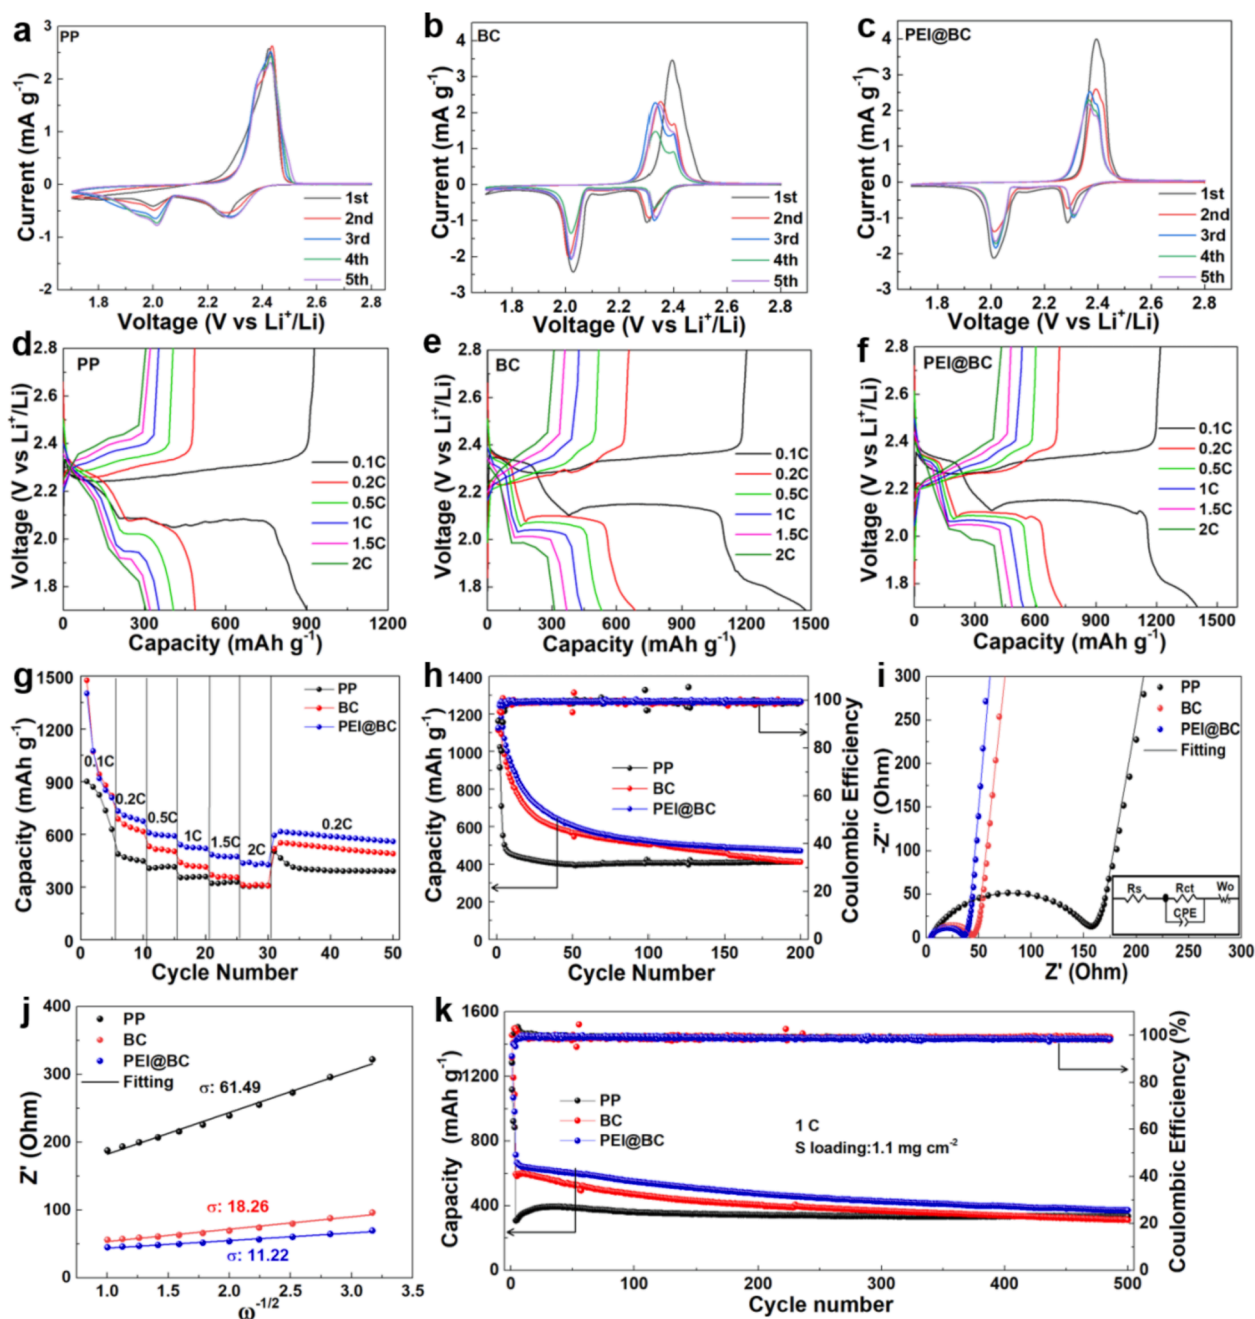 a
PP
Current (mA g⁻¹)
3
2
1
0
-1
-2
1st
2nd
3rd
4th
5th
1.8 2.0 2.2 2.4 2.6 2.8
Voltage (V vs Li⁺/Li)
b
BC
Current (mA g⁻¹)
4
3
2
1
0
-1
-2
-3
1st
2nd
3rd
4th
5th
1.8 2.0 2.2 2.4 2.6 2.8
Voltage (V vs Li⁺/Li)
c
PEI@BC
Current (mA g⁻¹)
4
3
2
1
0
-1
-2
-3
1st
2nd
3rd
4th
5th
1.8 2.0 2.2 2.4 2.6 2.8
Voltage (V vs Li⁺/Li)
d
PP
Voltage (V vs Li⁺/Li)
2.8
2.6
2.4
2.2
2.0
1.8
0.1C
0.2C
0.5C
1C
1.5C
2C
0 300 600 900 1200
Capacity (mAh g⁻¹)
e
BC
Voltage (V vs Li⁺/Li)
2.8
2.6
2.4
2.2
2.0
1.8
0.1C
0.2C
0.5C
1C
1.5C
2C
0 300 600 900 1200 1500
Capacity (mAh g⁻¹)
f
PEI@BC
Voltage (V vs Li⁺/Li)
2.8
2.6
2.4
2.2
2.0
1.8
0.1C
0.2C
0.5C
1C
1.5C
2C
0 300 600 900 1200 1500
Capacity (mAh g⁻¹)
g
Capacity (mAh g⁻¹)
1500
1200
900
600
300
0
PP
BC
PEI@BC
0.1C
0.2C
0.5C
1C
1.5C
2C
0.2C
0 10 20 30 40 50
Cycle Number
h
Capacity (mAh g⁻¹)
1400
1200
1000
800
600
400
200
0
PP
BC
PEI@BC
100
80
60
40
20
0
Coulombic Efficiency
0 50 100 150 200
Cycle Number
i
-Z'' (Ohm)
300
250
200
150
100
50
0
PP
BC
PEI@BC
Fitting
Rs
Rct
Wo
CPE
0 50 100 150 200 250 300
Z' (Ohm)
j
Z' (Ohm)
400
300
200
100
0
PP
BC
PEI@BC
Fitting
σ: 61.49
σ: 18.26
σ: 11.22
1.0 1.5 2.0 2.5 3.0 3.5
ω⁻¹/²
k
Capacity (mAh g⁻¹)
1600
1200
800
400
0
PP
BC
PEI@BC
1 C
S loading:1.1 mg cm⁻²
100
80
60
40
20
0
Coulombic Efficiency (%)
0 100 200 300 400 500
Cycle number